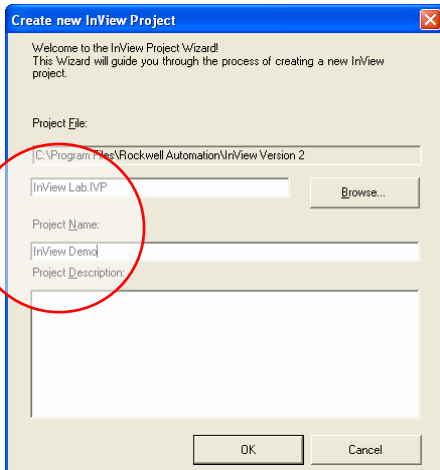 Create new InView Project
Welcome to the InView Project Wizard!
This Wizard will guide you through the process of creating a new InView
project.
Project File:
C:\Program Files\Rockwell Automation\InView Version 2
InView Lab.IVP
Browse...
Project Name:
InView Demo
Project Description:
OK
Cancel